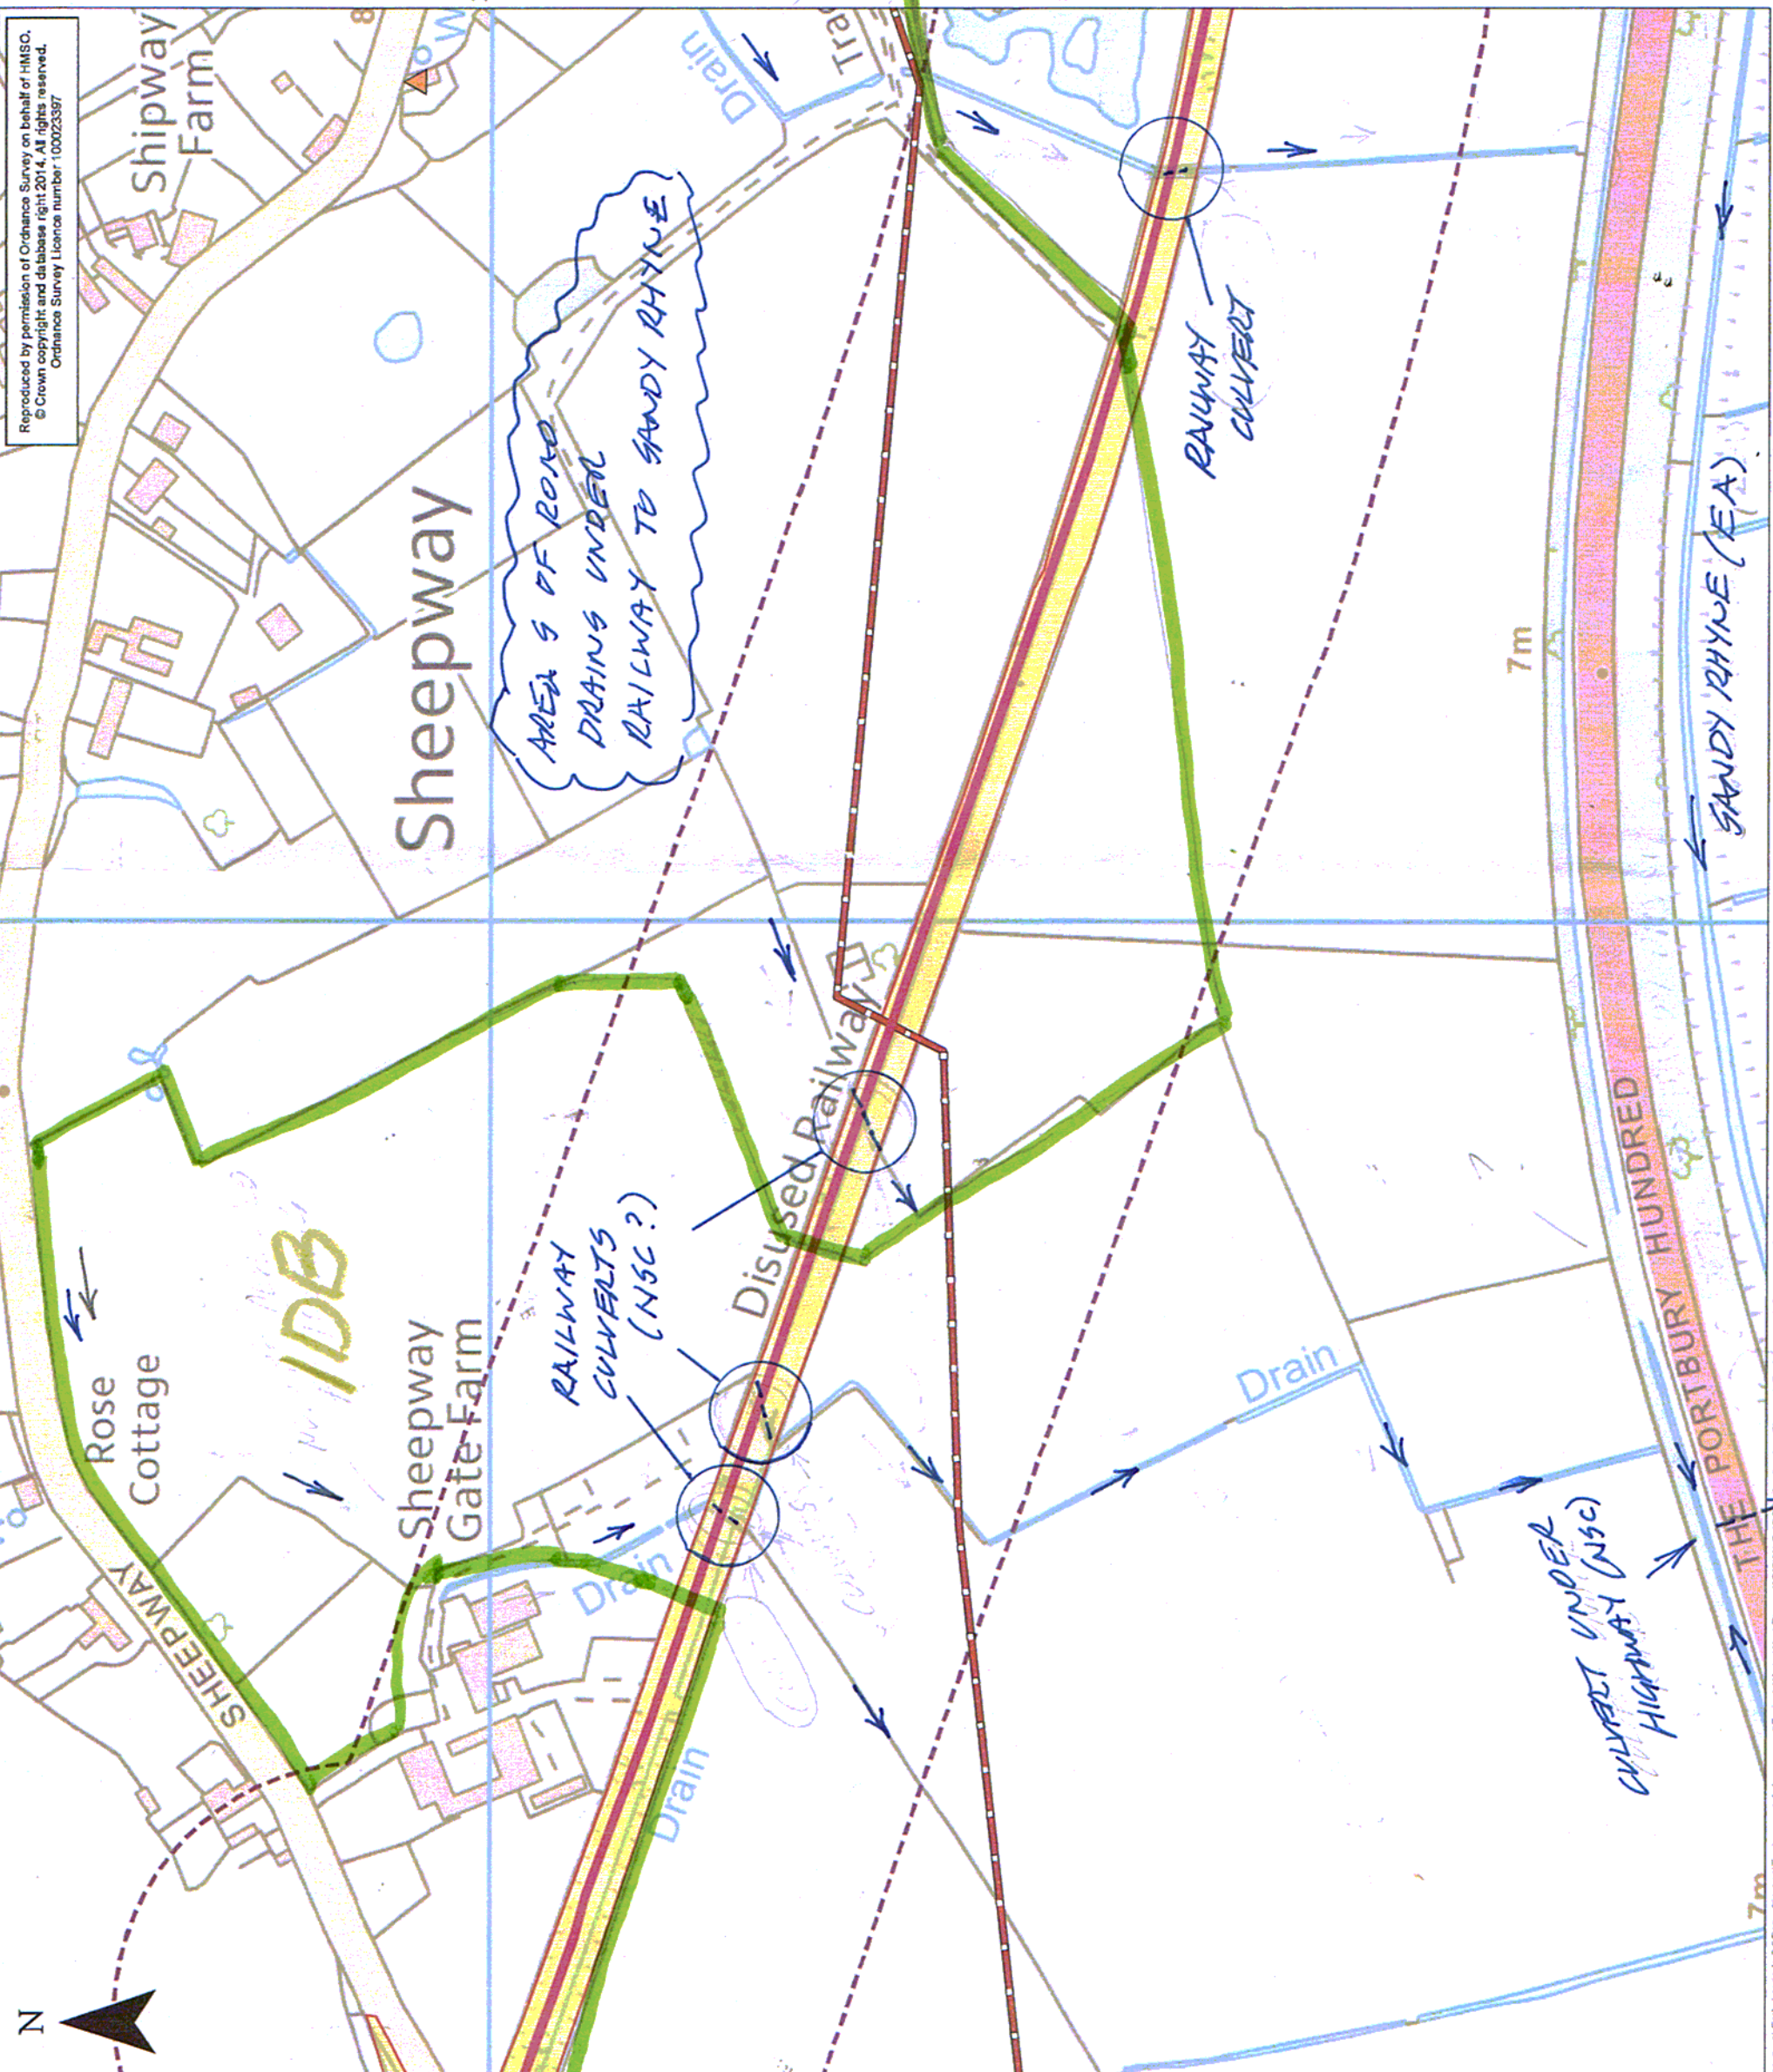 Reproduced by permission of Ordnance Survey on behalf of HMSO.
© Crown copyright and database right 2014. All rights reserved.
Ordnance Survey Licence number 100023397
N
Shipway
Farm
8
W
Drain
Sheepway
AREA S OF ROAD
DRAINS UNDER
RAILWAY TO SANDY RHYNE
RAILWAY
CULVERT
Rose
Cottage
IDB
SHEEPWAY
Sheepway
Gate Farm
RAILWAY
CULVERTS
(NSC?)
Disused Railway
Drain
Drain
Drain
7m
SANDY RHYNE (EA).
THE PORTBURY HUNDRED
CULVERT UNDER
HIGHWAY (NSC)
7m